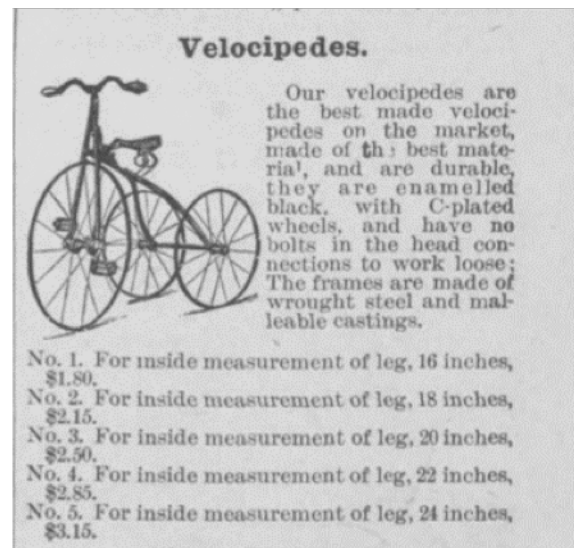 Velocipedes.
Our velocipedes are
the best made veloci-
pedes on the market,
made of the best mate-
rial, and are durable,
they are enamelled
black, with C-plated
wheels, and have no
bolts in the head con-
nections to work loose;
The frames are made of
wrought steel and mal-
leable castings.
No. 1. For inside measurement of leg, 16 inches,
$1.80.
No. 2. For inside measurement of leg, 18 inches,
$2.15.
No. 3. For inside measurement of leg, 20 inches,
$2.50.
No. 4. For inside measurement of leg, 22 inches,
$2.85.
No. 5. For inside measurement of leg, 24 inches,
$3.15.